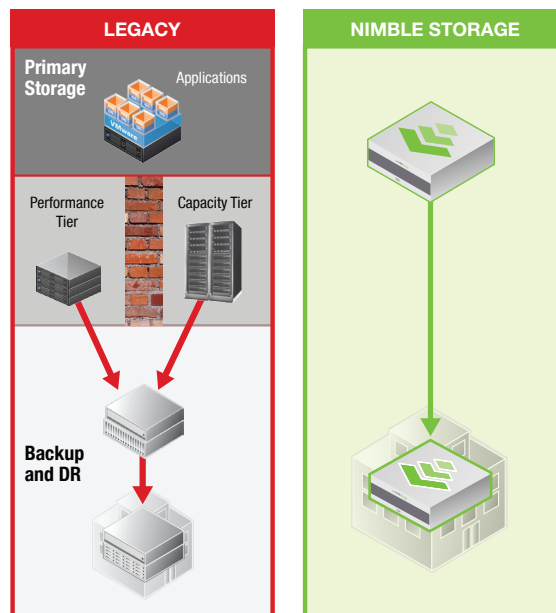 LEGACY
Primary
Storage
Applications
VMware
Performance
Tier
Capacity Tier
Backup
and DR
NIMBLE STORAGE